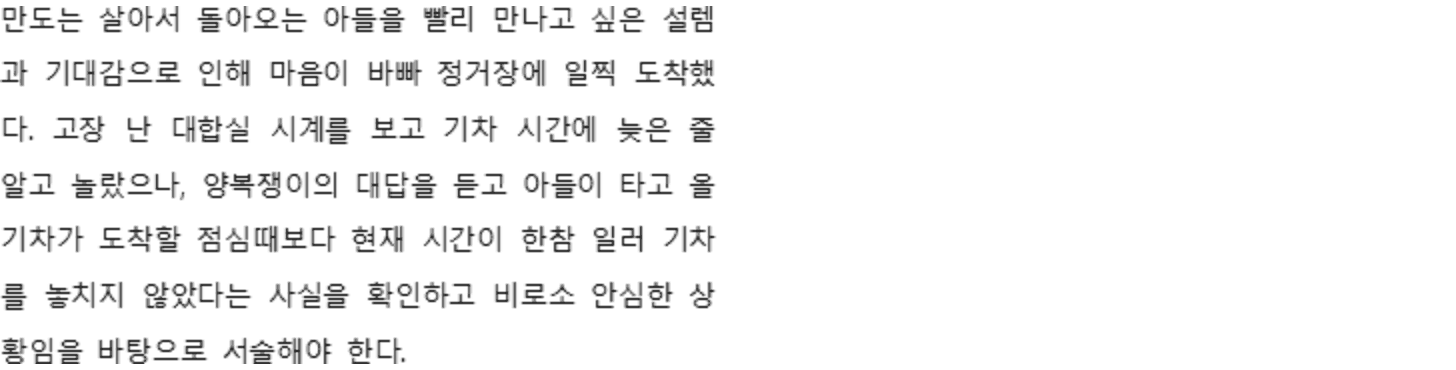 만도는 살아서 돌아오는 아들을 빨리 만나고 싶은 설렘
과 기대감으로 인해 마음이 바빠 정거장에 일찍 도착했
다. 고장 난 대합실 시계를 보고 기차 시간에 늦은 줄
알고 놀랐으나, 양복쟁이의 대답을 듣고 아들이 타고 올
기차가 도착할 점심때보다 현재 시간이 한참 일러 기차
를 놓치지 않았다는 사실을 확인하고 비로소 안심한 상
황임을 바탕으로 서술해야 한다.